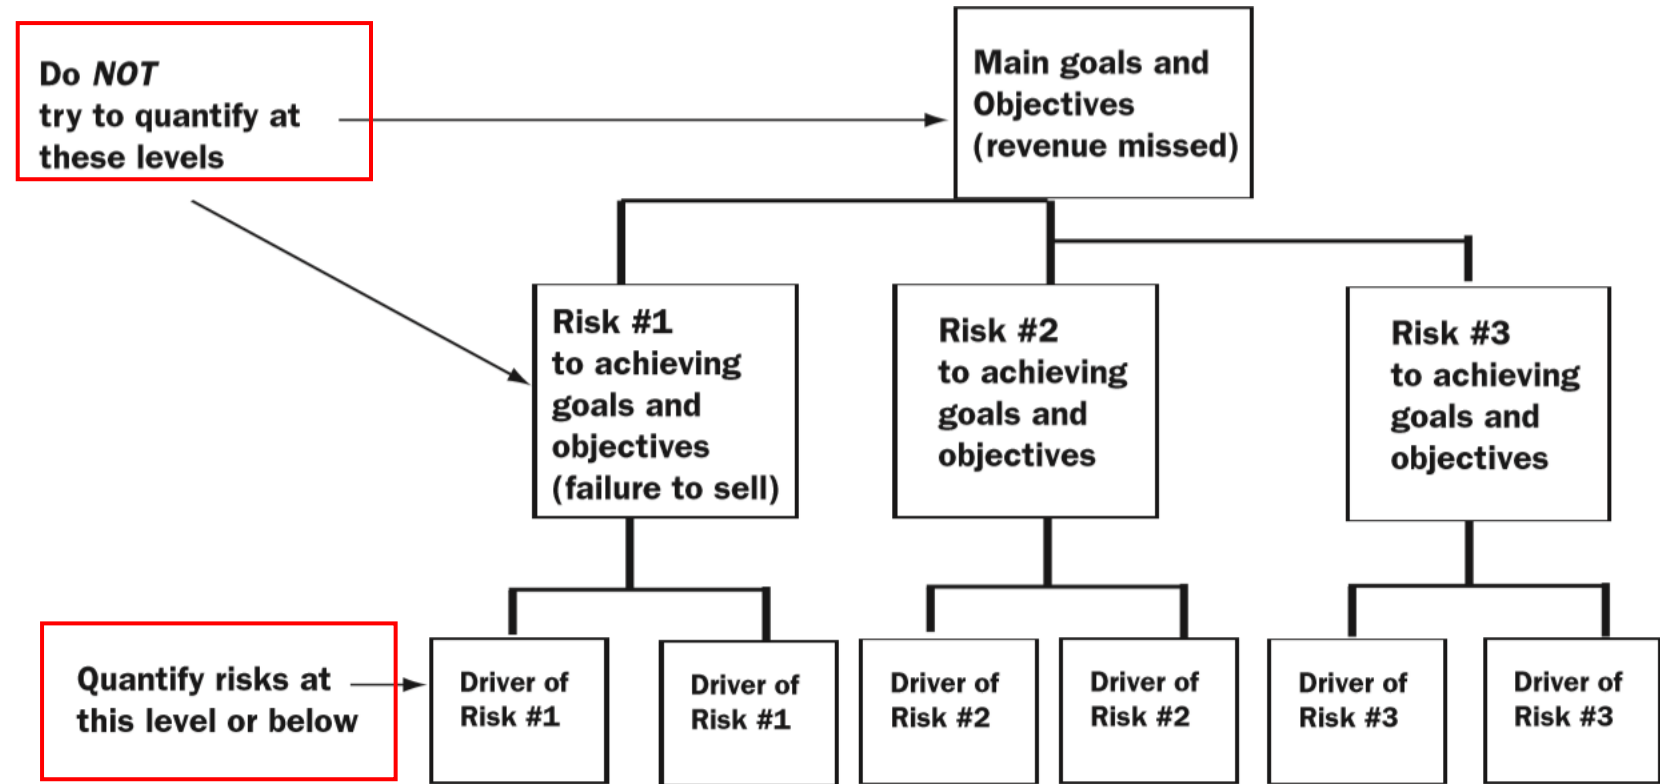 Do NOT
try to quantify at
these levels
Main goals and
Objectives
(revenue missed)
Risk #1
to achieving
goals and
objectives
(failure to sell)
Risk #2
to achieving
goals and
objectives
Risk #3
to achieving
goals and
objectives
Quantify risks at
this level or below
Driver of
Risk #1
Driver of
Risk #1
Driver of
Risk #2
Driver of
Risk #2
Driver of
Risk #3
Driver of
Risk #3